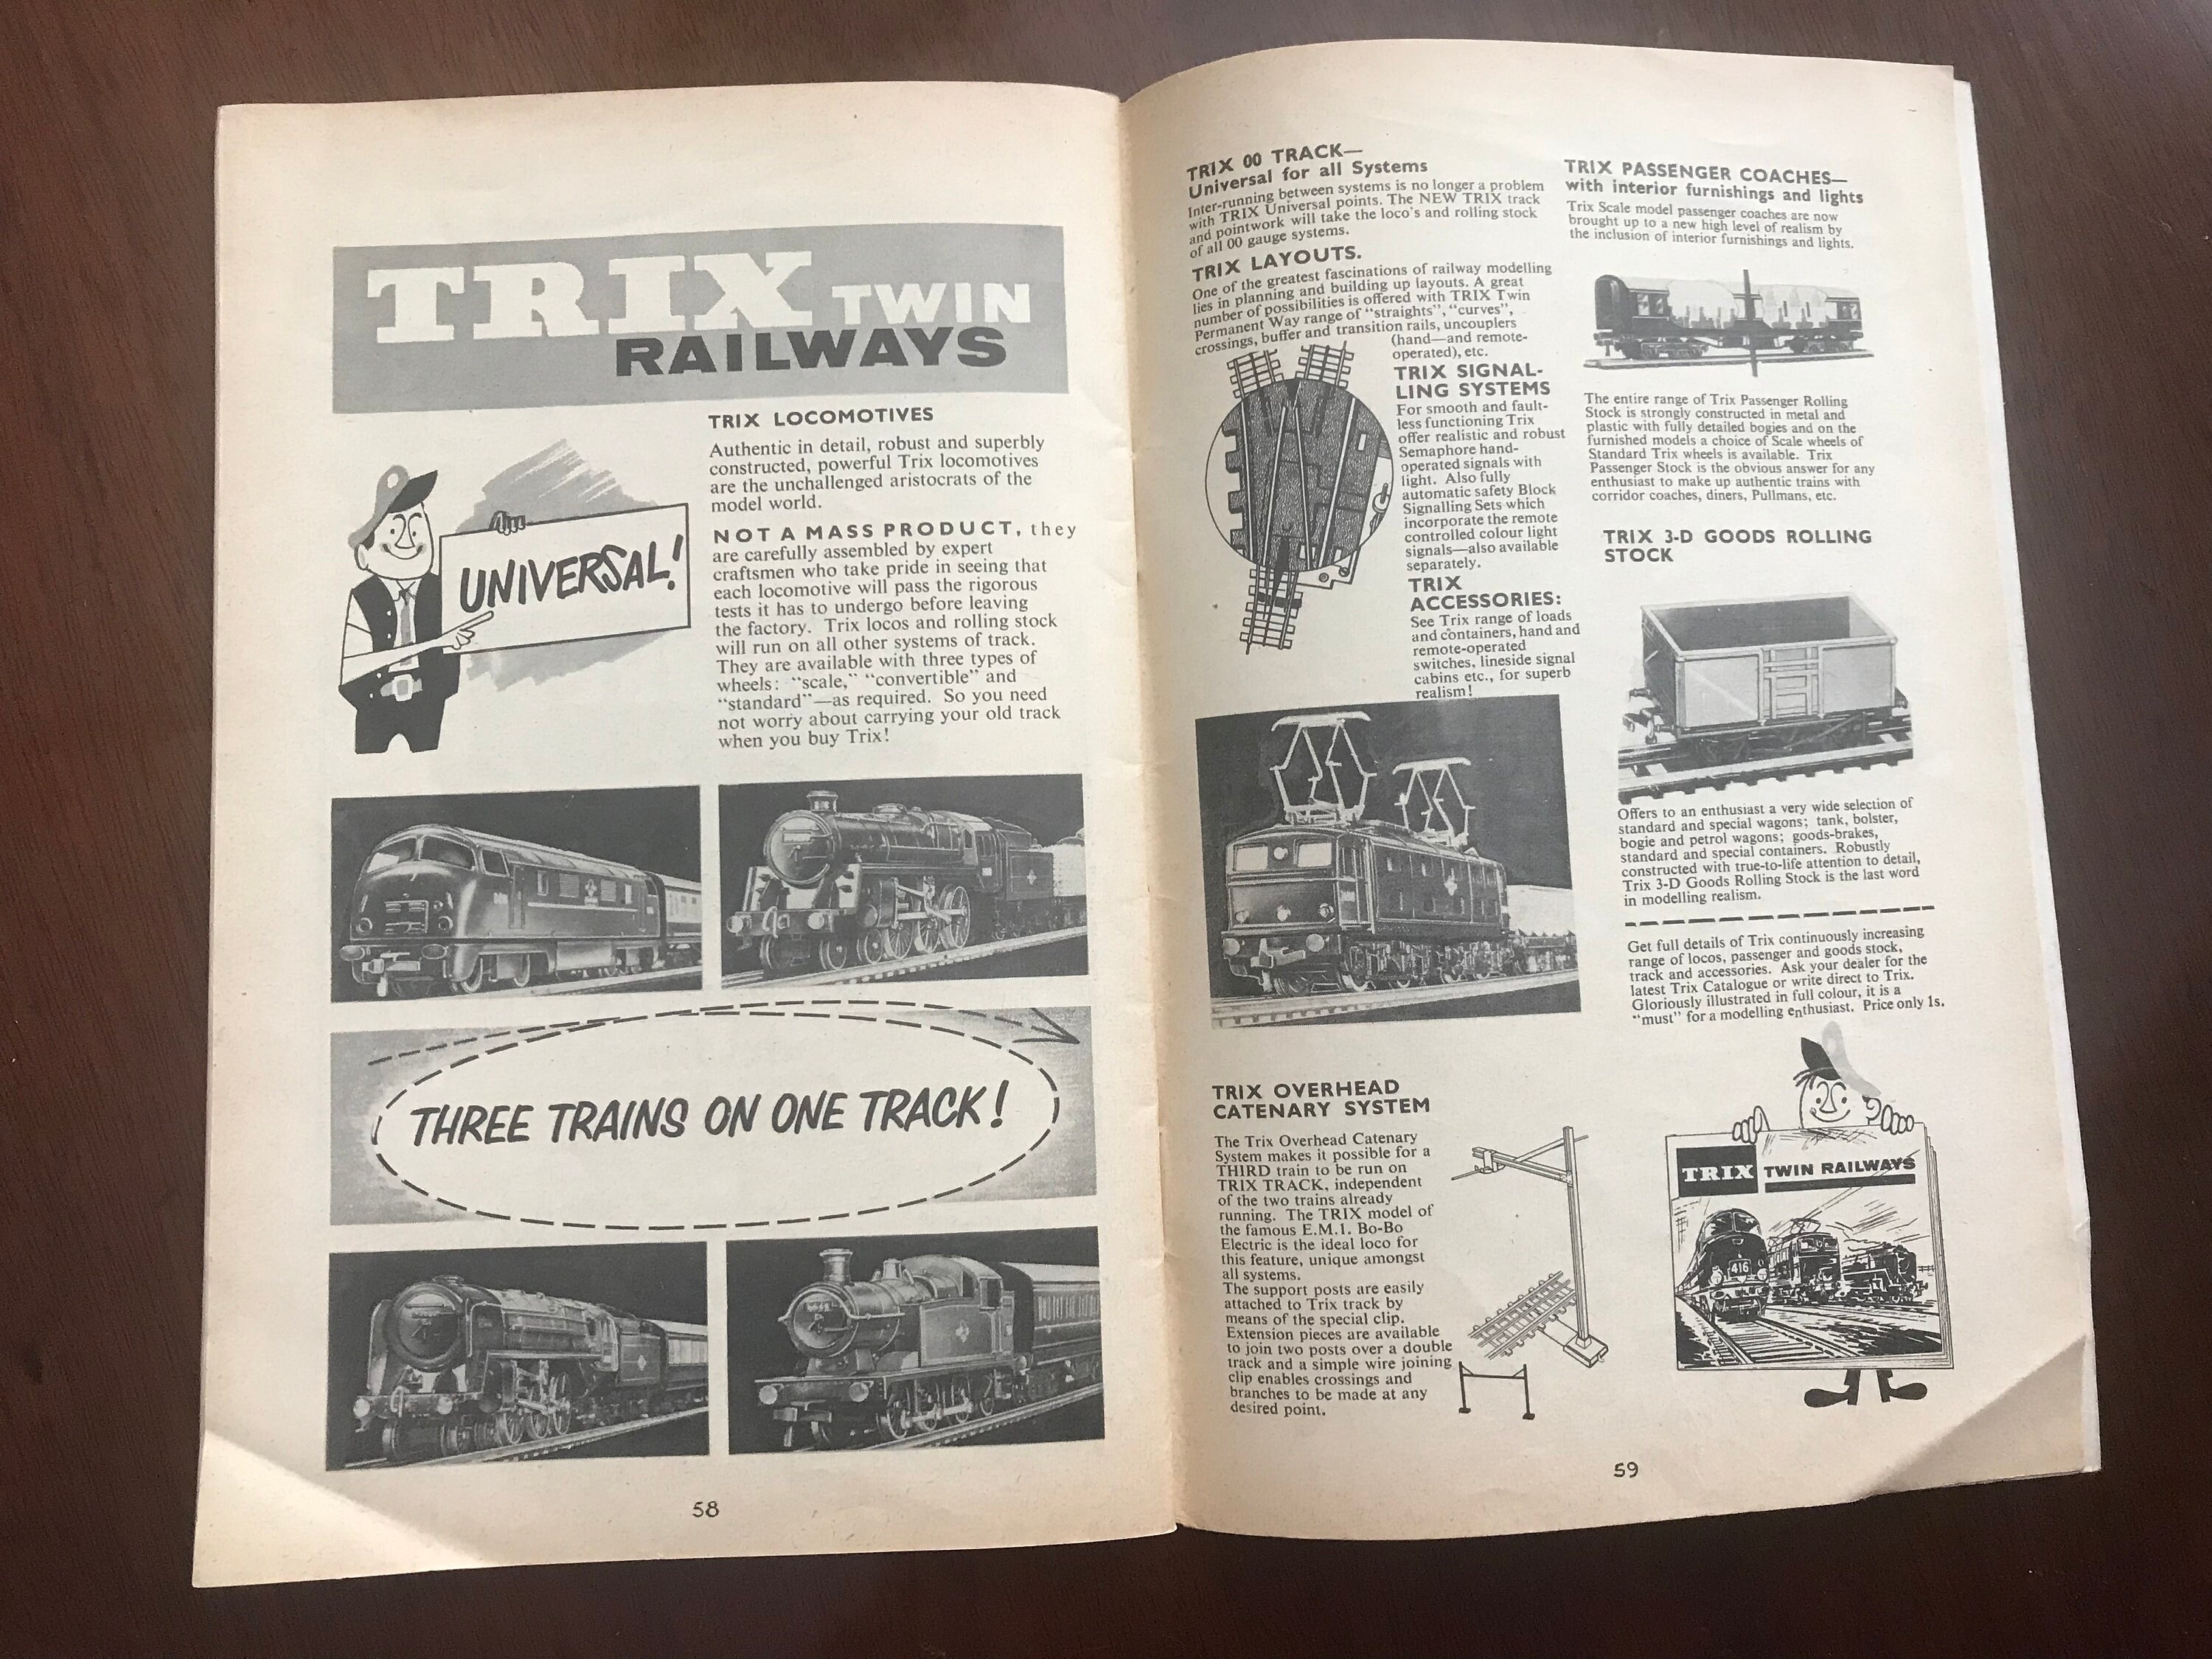 TRIX TWIN
RAILWAYS
UNIVERSAL!
TRIX LOCOMOTIVES
Authentic in detail, robust and superbly
constructed, powerful Trix locomotives
are the unchallenged aristocrats of the
model world.
NOT A MASS PRODUCT, they
are carefully assembled by expert
craftsmen who take pride in seeing that
each locomotive will pass the rigorous
tests it has to undergo before leaving
the factory. Trix locos and rolling stock
will run on all other systems of track.
They are available with three types of
wheels: “scale,” “convertible” and
“standard”—as required. So you need
not worry about carrying your old track
when you buy Trix!
THREE TRAINS ON ONE TRACK!
58
TRIX 00 TRACK—
Universal for all Systems
Inter-running between systems is no longer a problem
with TRIX Universal points. The NEW TRIX track
and pointwork will take the loco's and rolling stock
of all 00 gauge systems.
TRIX LAYOUTS.
One of the greatest fascinations of railway modelling
lies in planning and building up layouts. A great
number of possibilities is offered with TRIX Twin
Permanent Way range of “straights”, “curves”,
crossings, buffer and transition rails, uncouplers
(hand—and remote-
operated), etc.
TRIX SIGNAL-
LING SYSTEMS
For smooth and fault-
less functioning Trix
offer realistic and robust
Semaphore hand-
operated signals with
light. Also fully
automatic safety Block
Signalling Sets which
incorporate the remote
controlled colour light
signals—also available
separately.
TRIX
ACCESSORIES:
See Trix range of loads
and containers, hand and
remote-operated
switches, lineside signal
cabins etc., for superb
realism!
TRIX OVERHEAD
CATENARY SYSTEM
The Trix Overhead Catenary
System makes it possible for a
THIRD train to be run on
TRIX TRACK, independent
of the two trains already
running. The TRIX model of
the famous E.M.1. Bo-Bo
Electric is the ideal loco for
this feature, unique amongst
all systems.
The support posts are easily
attached to Trix track by
means of the special clip.
Extension pieces are available
to join two posts over a double
track and a simple wire joining
clip enables crossings and
branches to be made at any
desired point.
TRIX PASSENGER COACHES—
with interior furnishings and lights
Trix Scale model passenger coaches are now
brought up to a new high level of realism by
the inclusion of interior furnishings and lights.
The entire range of Trix Passenger Rolling
Stock is strongly constructed in metal and
plastic with fully detailed bogies and on the
furnished models a choice of Scale wheels of
Standard Trix wheels is available. Trix
Passenger Stock is the obvious answer for any
enthusiast to make up authentic trains with
corridor coaches, diners, Pullmans, etc.
TRIX 3-D GOODS ROLLING
STOCK
Offers to an enthusiast a very wide selection of
standard and special wagons; tank, bolster,
bogie and petrol wagons; goods-brakes,
standard and special containers. Robustly
constructed with true-to-life attention to detail,
Trix 3-D Goods Rolling Stock is the last word
in modelling realism.
Get full details of Trix continuously increasing
range of locos, passenger and goods stock,
track and accessories. Ask your dealer for the
latest Trix Catalogue or write direct to Trix.
Gloriously illustrated in full colour, it is a
“must” for a modelling enthusiast. Price only 1s.
TRIX TWIN RAILWAYS
416
59